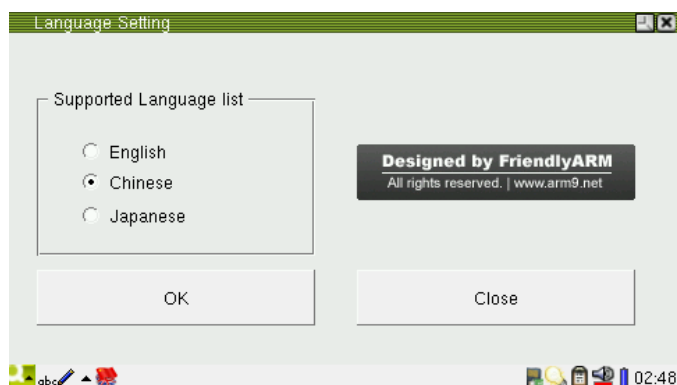 Language Setting
Supported Language list
English
Chinese
Japanese
Designed by FriendlyARM
All rights reserved. | www.arm9.net
OK
Close
abc
02:48